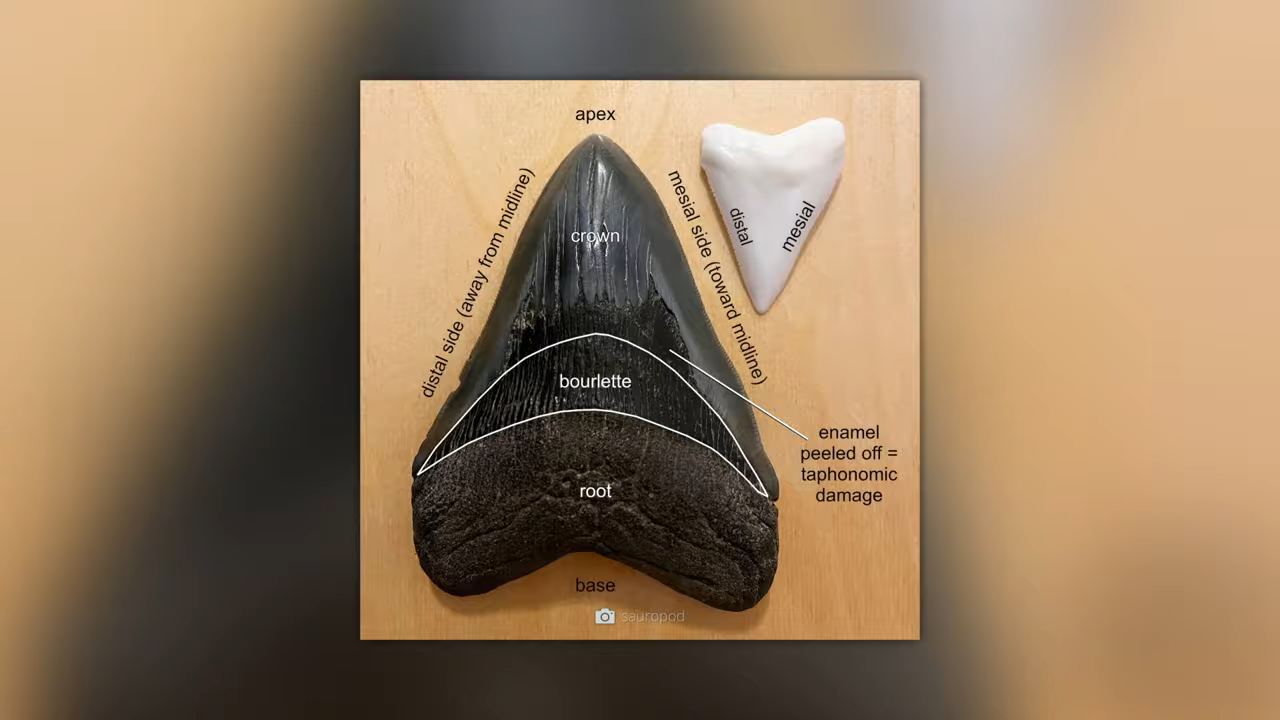 apex
distal side (away from midline)
mesial side (toward midline)
distal
mesial
crown
bourlette
enamel
peeled off =
taphonomic
damage
root
base
sauropod